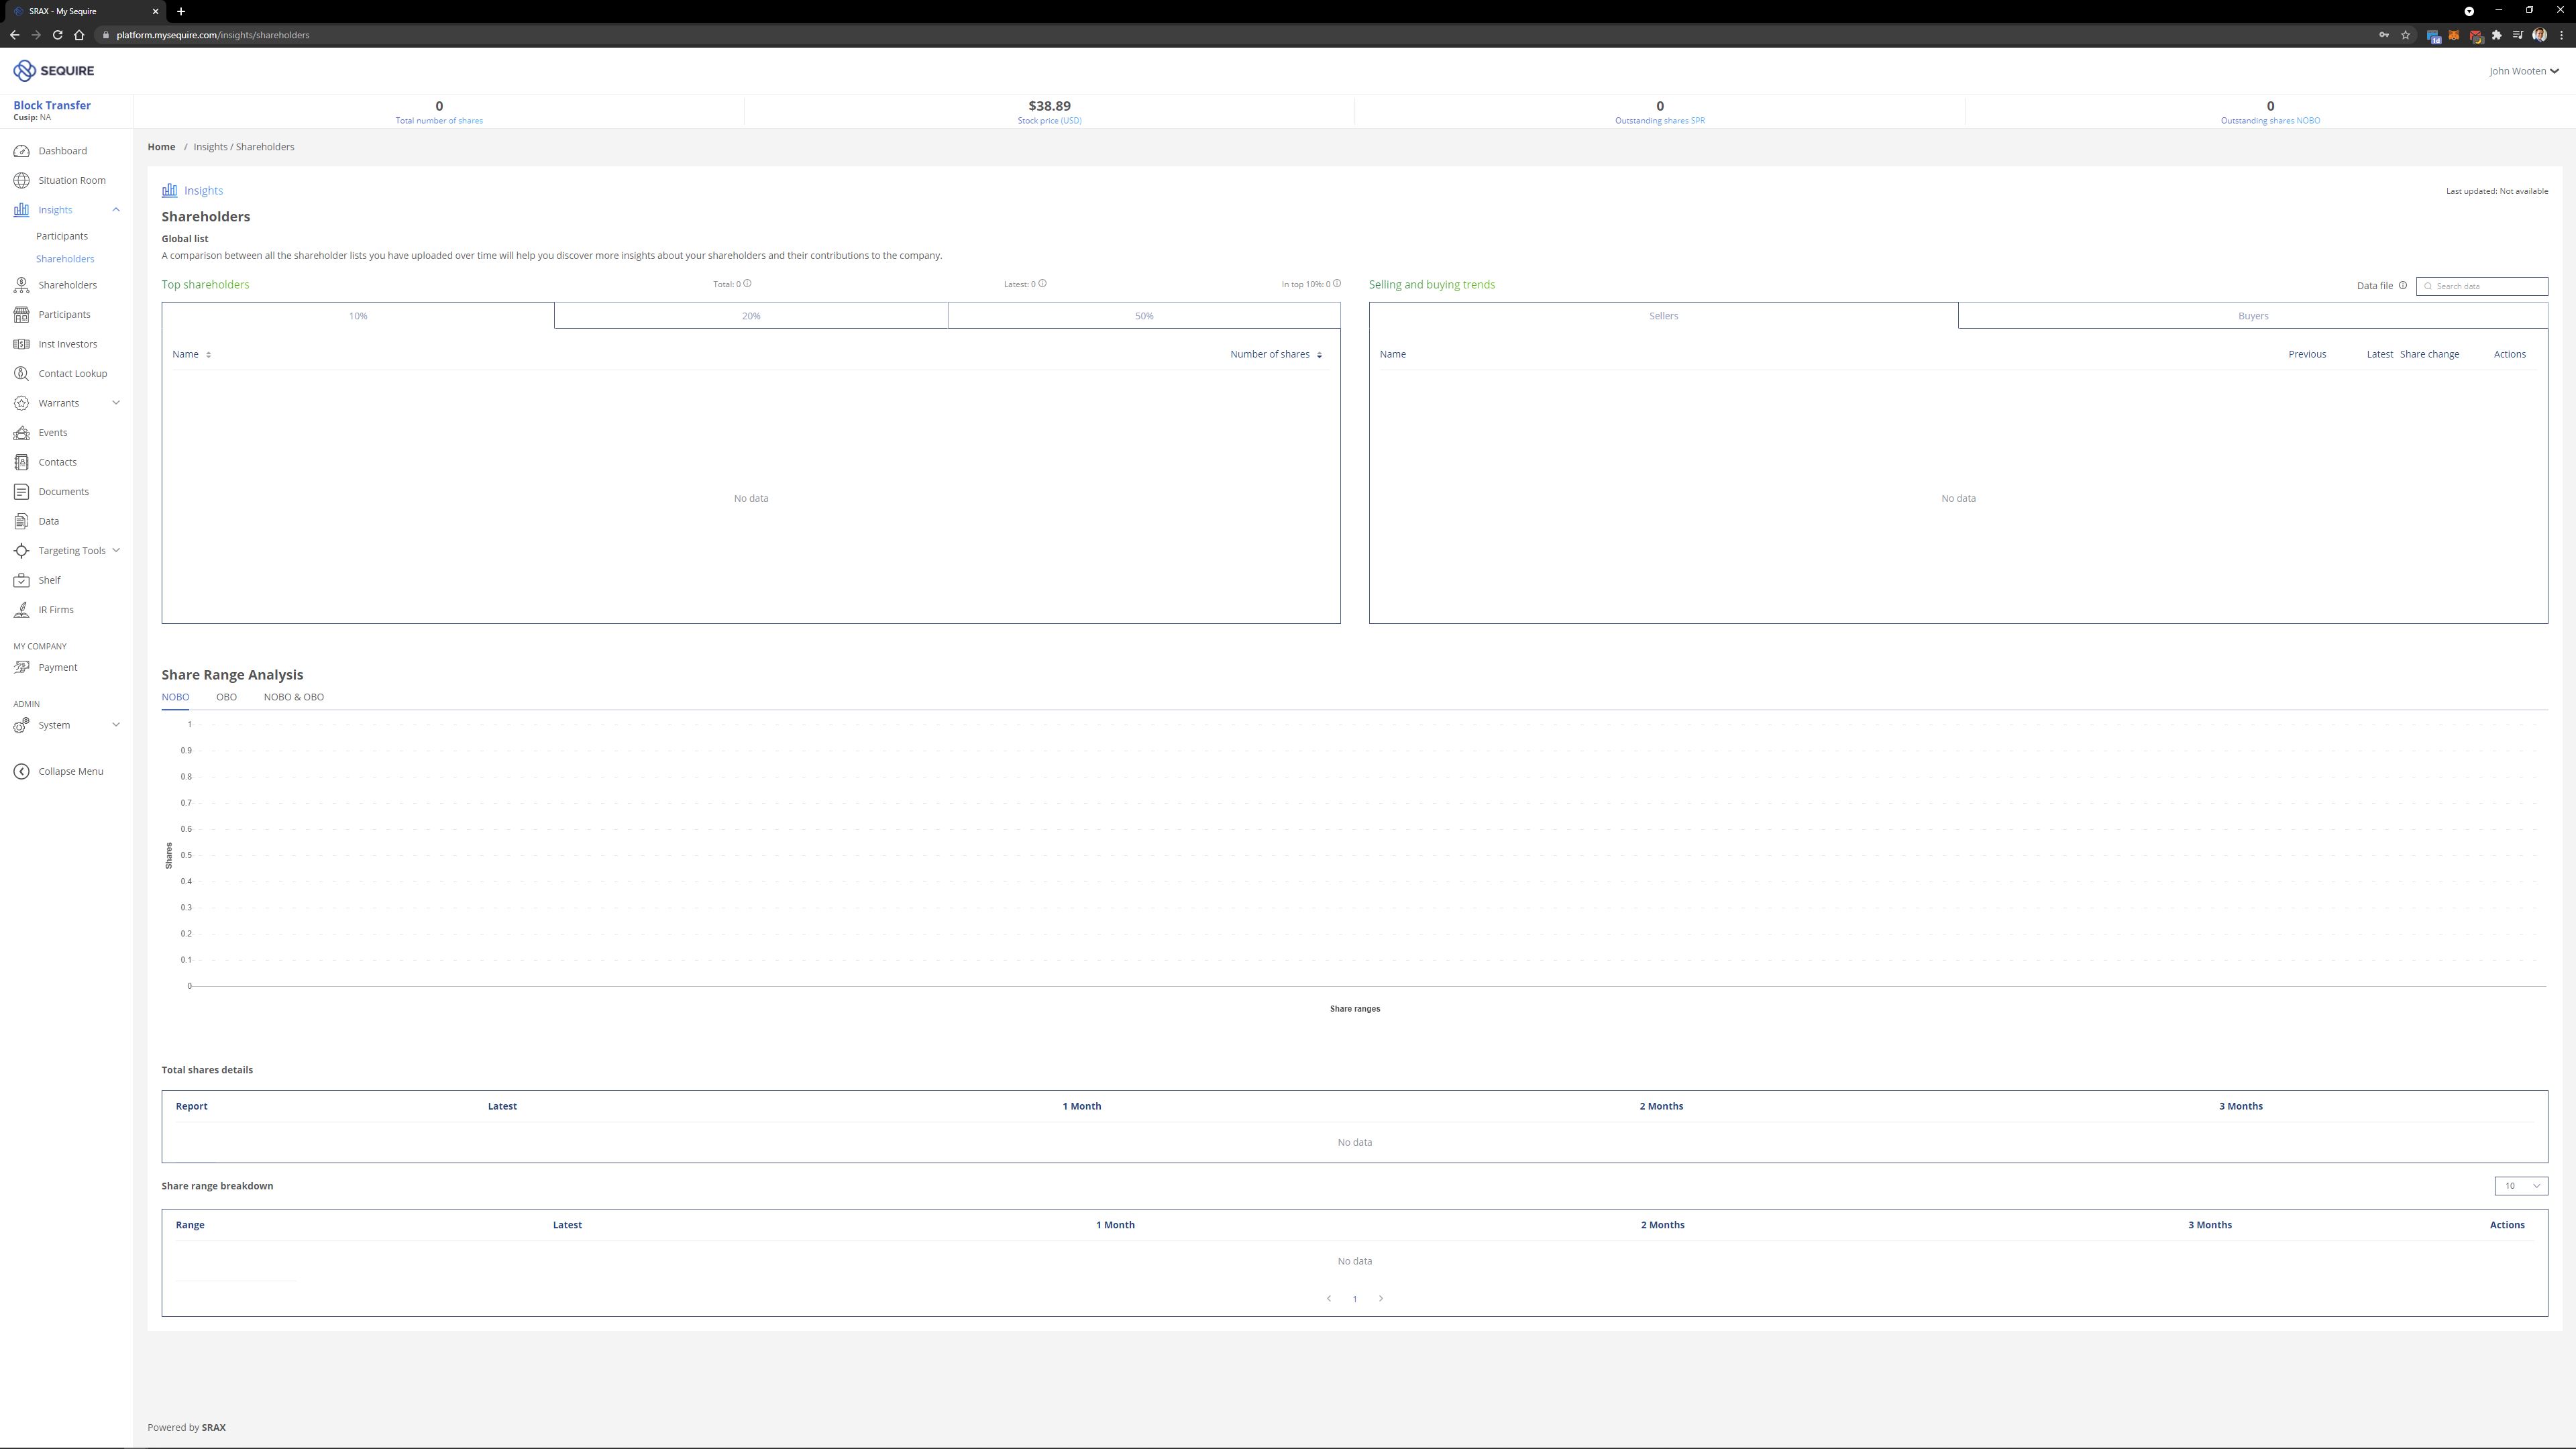 SRAX - My Sequire
platform.mysequire.com/insights/shareholders
SEQUIRE
John Wooten
Block Transfer
Cusip: NA
0
Total number of shares
$38.89
Stock price (USD)
0
Outstanding shares SPR
0
Outstanding shares NOBO
Dashboard
Situation Room
Insights
Participants
Shareholders
Shareholders
Participants
Inst Investors
Contact Lookup
Warrants
Events
Contacts
Documents
Data
Targeting Tools
Shelf
IR Firms
MY COMPANY
Payment
ADMIN
System
Collapse Menu
Home / Insights / Shareholders
Insights
Last updated: Not available
Shareholders
Global list
A comparison between all the shareholder lists you have uploaded over time will help you discover more insights about your shareholders and their contributions to the company.
Top shareholders Total: 0 Latest: 0 In top 10%: 0
10% 20% 50%
Name Number of shares
No data
Selling and buying trends Data file Search data
Sellers Buyers
Name Previous Latest Share change Actions
No data
Share Range Analysis
NOBO OBO NOBO & OBO
1
0.9
0.8
0.7
0.6
0.5
0.4
0.3
0.2
0.1
0
Shares
Share ranges
Total shares details
Report Latest 1 Month 2 Months 3 Months
No data
Share range breakdown 10
Range Latest 1 Month 2 Months 3 Months Actions
No data
1
Powered by SRAX